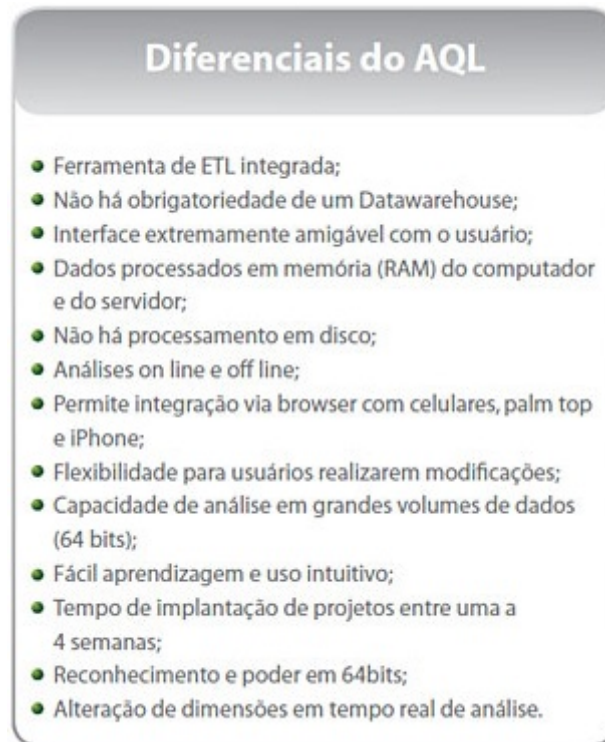 Diferenciais do AQL
Ferramenta de ETL integrada;
Não há obrigatoriedade de um Datawarehouse;
Interface extremamente amigável com o usuário;
Dados processados em memória (RAM) do computador
e do servidor;
Não há processamento em disco;
Análises on line e off line;
Permite integração via browser com celulares, palm top
e iPhone;
Flexibilidade para usuários realizarem modificações;
Capacidade de análise em grandes volumes de dados
(64 bits);
Fácil aprendizagem e uso intuitivo;
Tempo de implantação de projetos entre uma a
4 semanas;
Reconhecimento e poder em 64bits;
Alteração de dimensões em tempo real de análise.